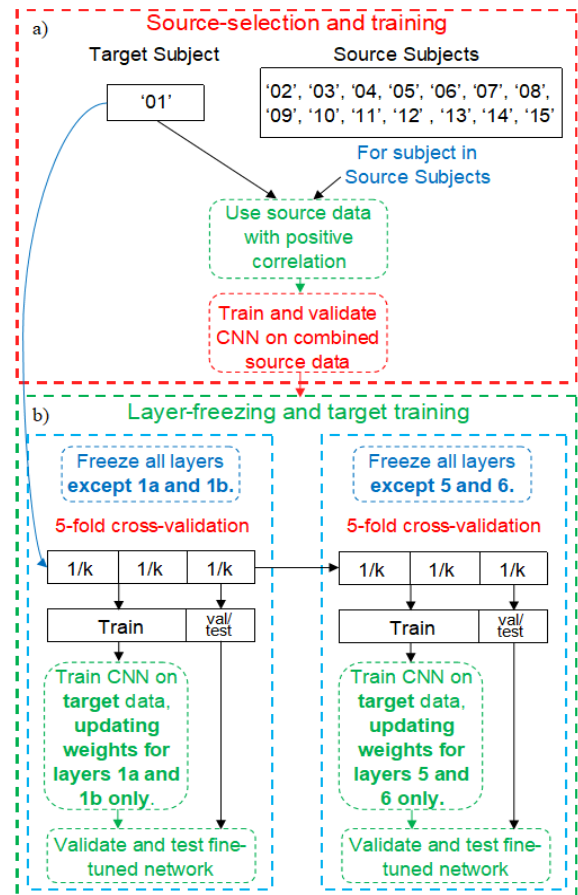 a)
Source-selection and training
Target Subject
Source Subjects
‘01’
‘02’, ‘03’, ‘04, ‘05’, ‘06’, ‘07’, ‘08’,
‘09’, ‘10’, ‘11’, ‘12’ , ‘13’, ‘14’, ‘15’
For subject in
Source Subjects
Use source data
with positive
correlation
Train and validate
CNN on combined
source data
b)
Layer-freezing and target training
Freeze all layers
except 1a and 1b.
5-fold cross-validation
1/k 1/k 1/k
Train
val/
test
Train CNN on
target data,
updating
weights for
layers 1a and
1b only.
Validate and test fine-
tuned network
Freeze all layers
except 5 and 6.
5-fold cross-validation
1/k 1/k 1/k
Train
val/
test
Train CNN on
target data,
updating
weights for
layers 5 and
6 only.
Validate and test fine-
tuned network